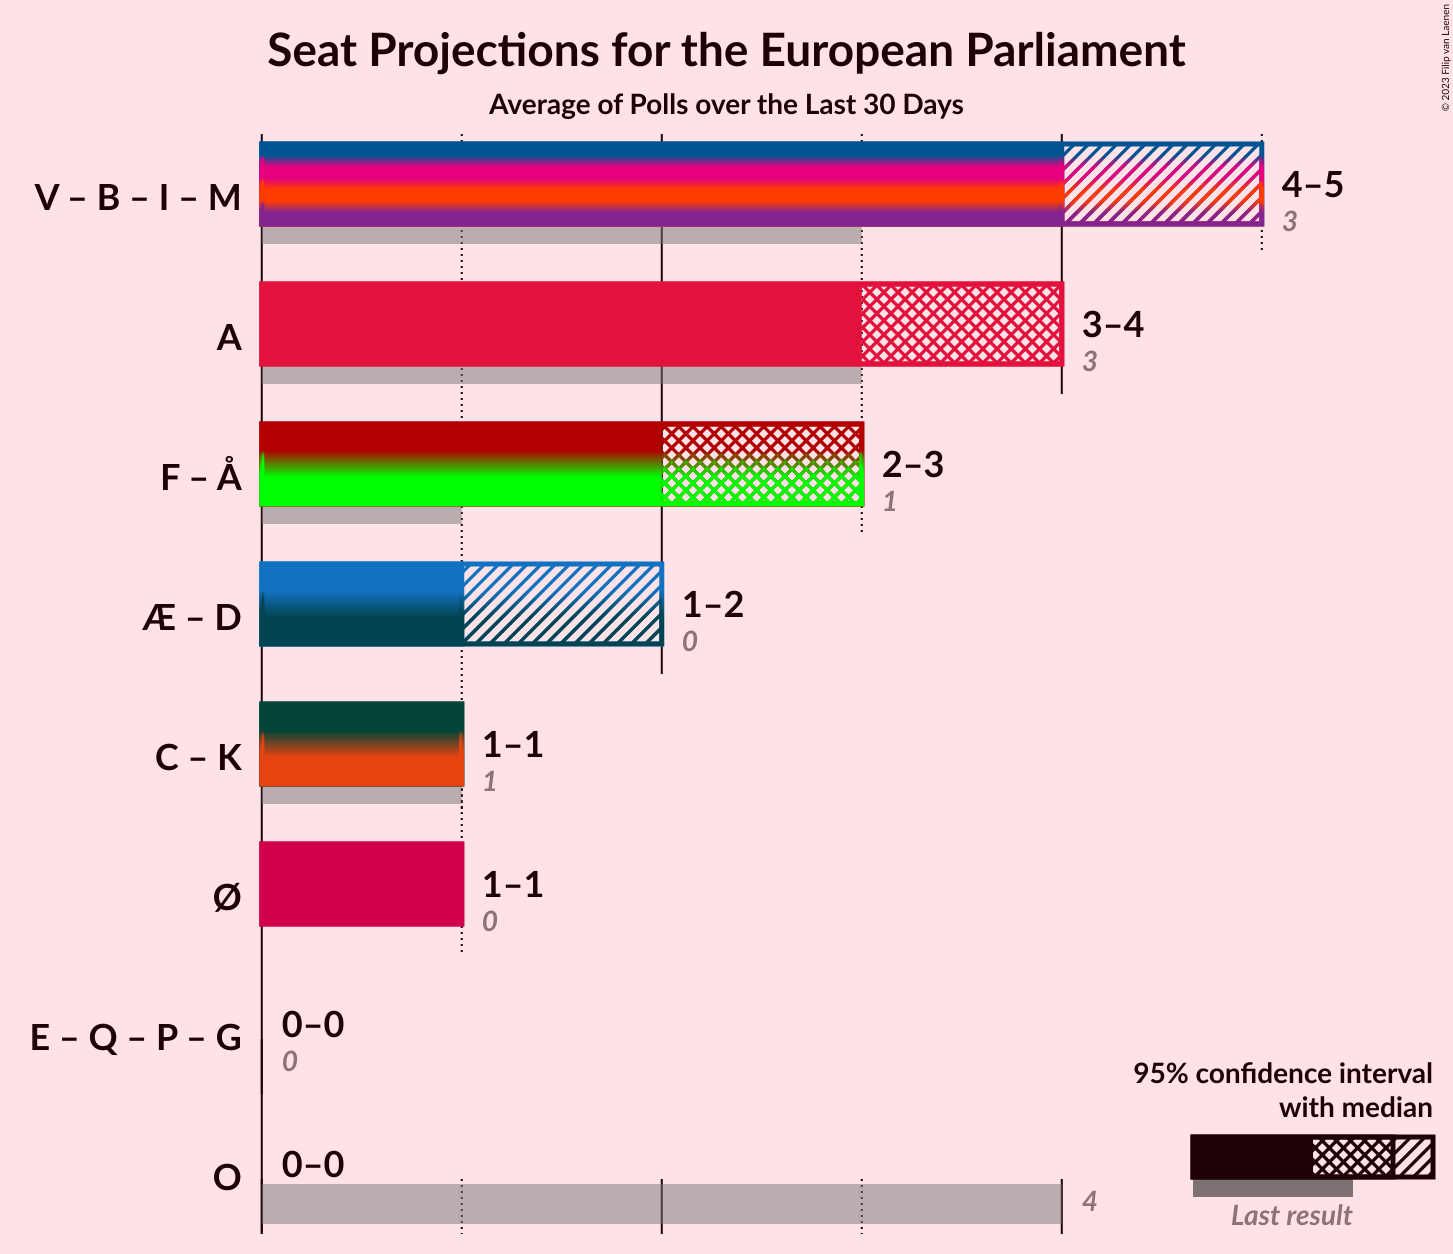 Seat Projections for the European Parliament
Average of Polls over the Last 30 Days
© 2023 Filip van Laenen
V – B – I – M
4–5
3
A
3–4
3
F – Å
2–3
1
Æ – D
1–2
0
C – K
1–1
1
Ø
1–1
0
E – Q – P – G
0–0
0
O
0–0
4
95% confidence interval
with median
Last result